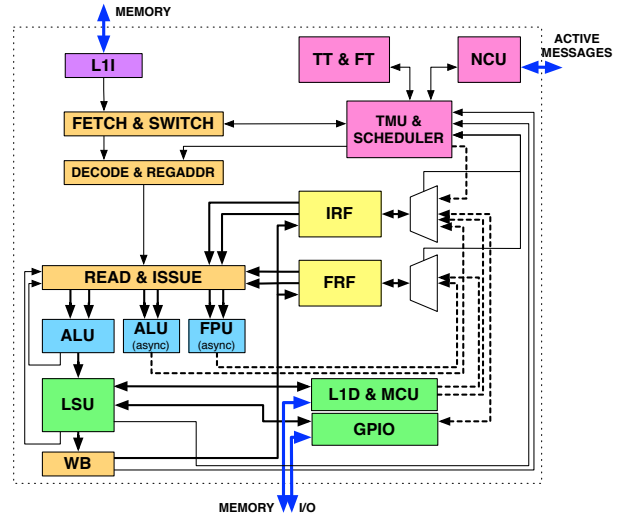 MEMORY
ACTIVE
MESSAGES
L1I
TT & FT
NCU
FETCH & SWITCH
TMU &
SCHEDULER
DECODE & REGADDR
IRF
READ & ISSUE
FRF
ALU
ALU
(async)
FPU
(async)
LSU
L1D & MCU
GPIO
WB
MEMORY
I/O